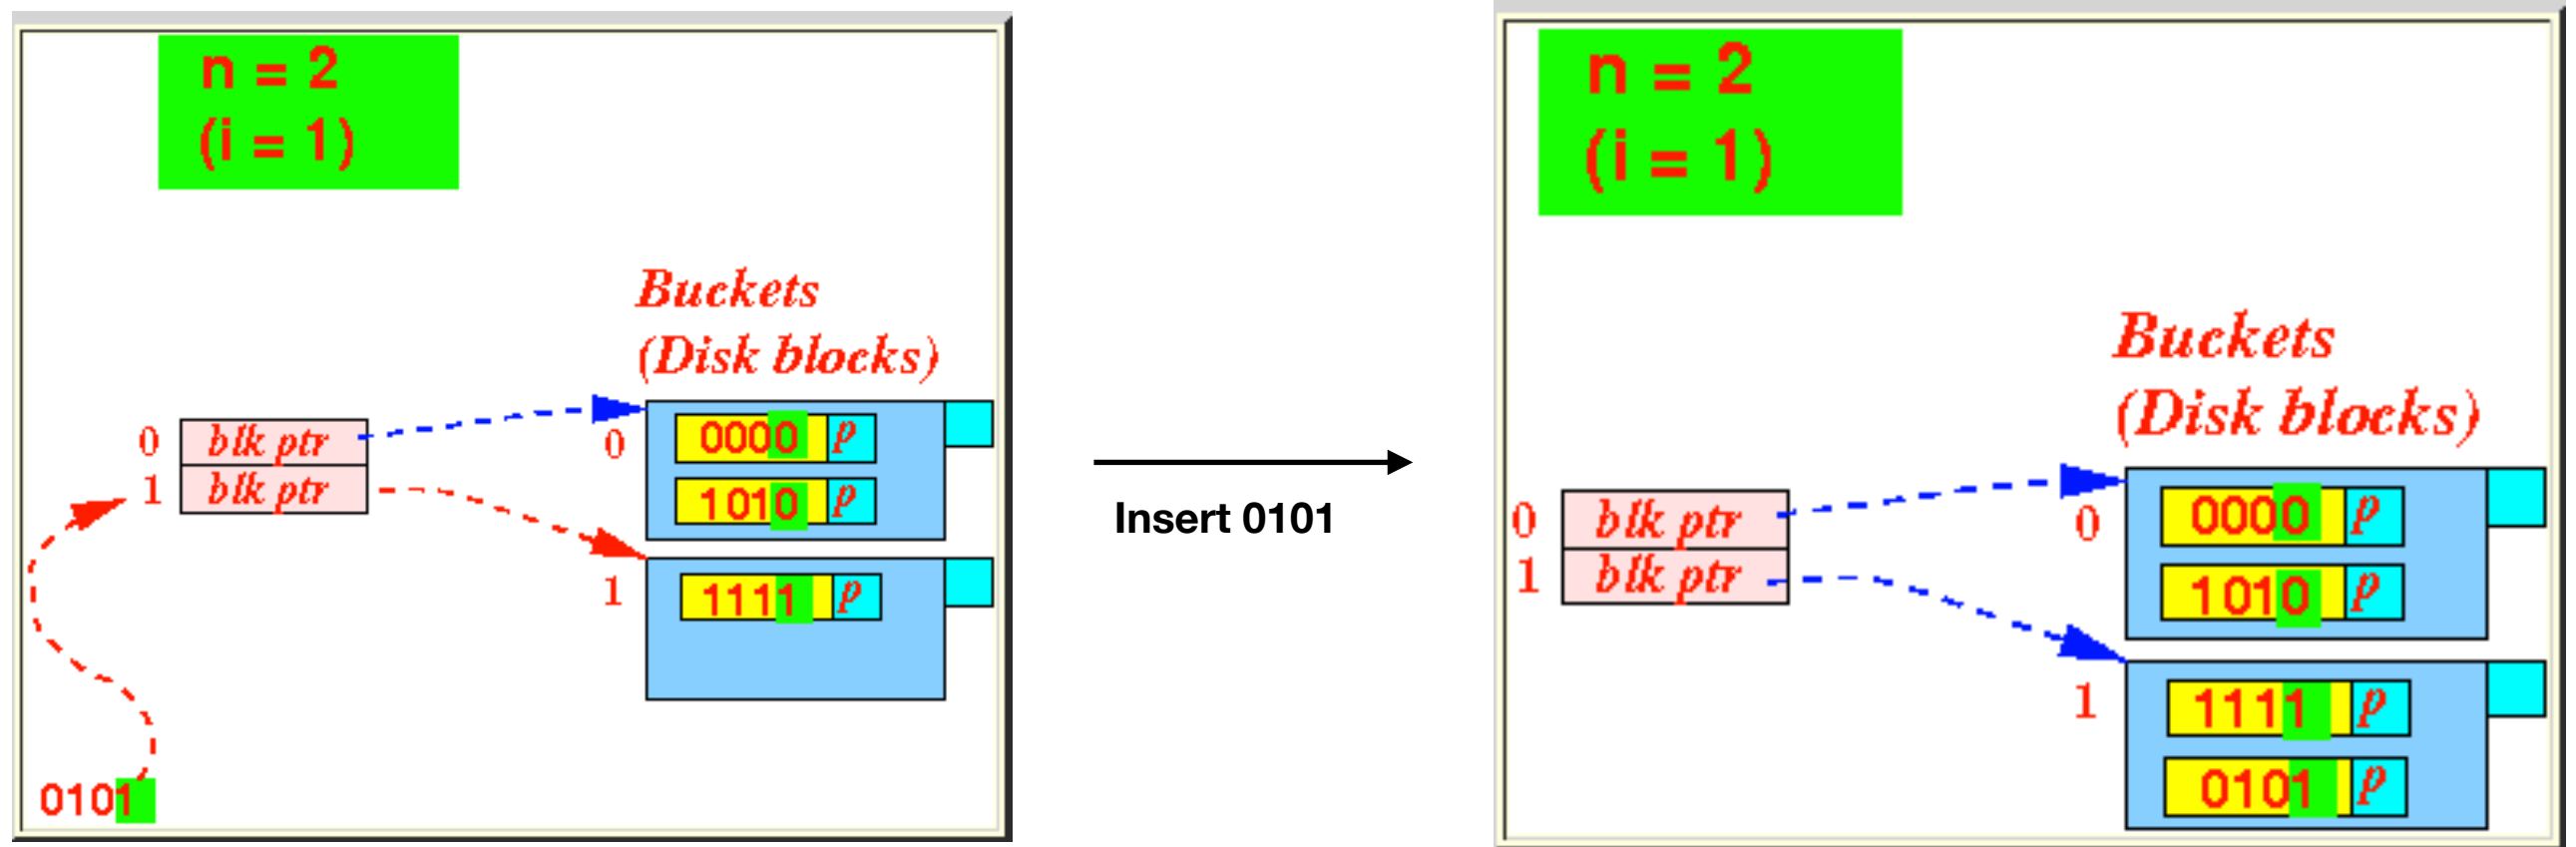 n = 2
(i = 1)
Buckets
(Disk blocks)
0 blk ptr
1 blk ptr
0
0000 p
1010 p
1
1111 p
0101
Insert 0101
n = 2
(i = 1)
Buckets
(Disk blocks)
0 blk ptr
1 blk ptr
0
0000 p
1010 p
1
1111 p
0101 p